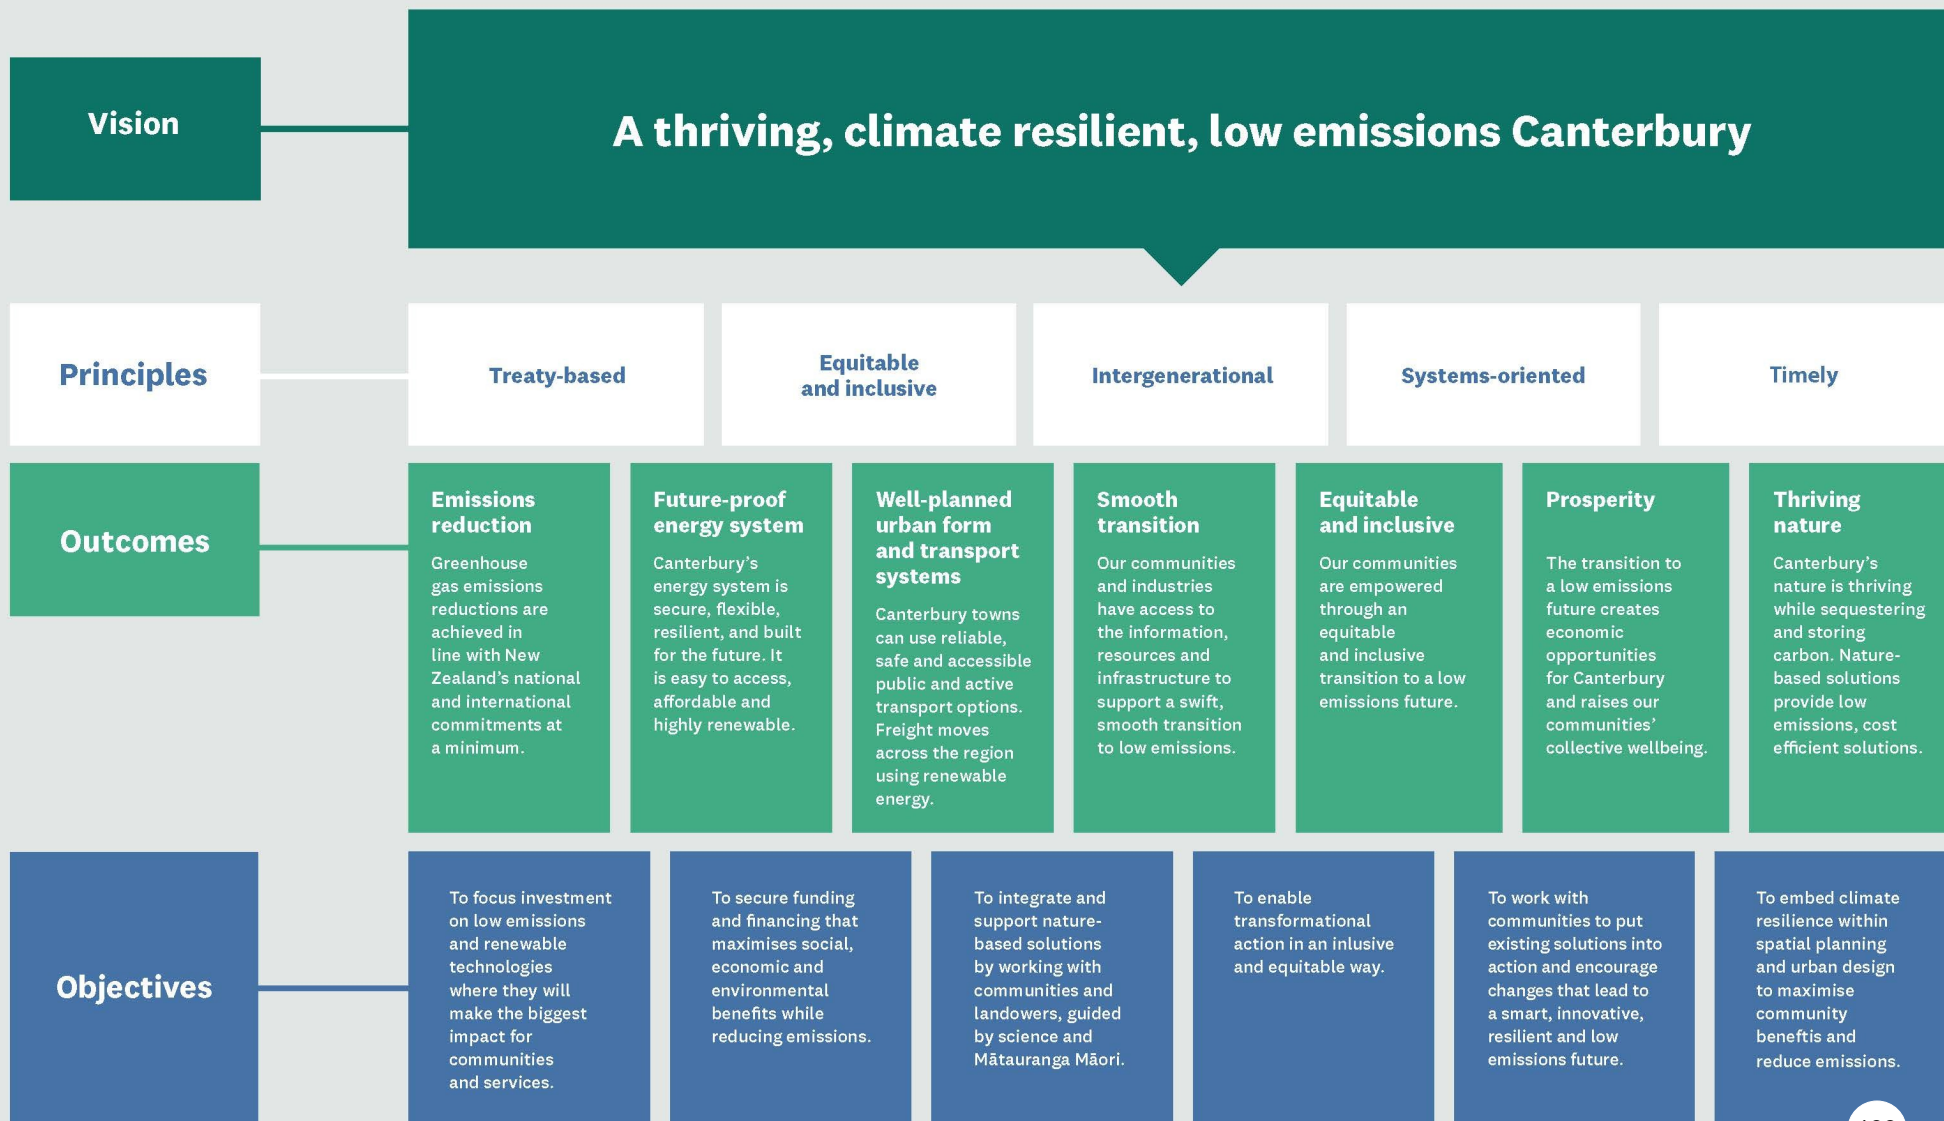 Vision
A thriving, climate resilient, low emissions Canterbury
Principles
Treaty-based
Equitable
and inclusive
Intergenerational
Systems-oriented
Timely
Outcomes
Emissions
reduction
Greenhouse
gas emissions
reductions are
achieved in
line with New
Zealand's national
and international
commitments at
a minimum.
Future-proof
energy system
Canterbury's
energy system is
secure, flexible,
resilient, and built
for the future. It
is easy to access,
affordable and
highly renewable.
Well-planned
urban form
and transport
systems
Canterbury towns
can use reliable,
safe and accessible
public and active
transport options.
Freight moves
across the region
using renewable
energy.
Smooth
transition
Our communities
and industries
have access to
the information,
resources and
infrastructure to
support a swift,
smooth transition
to low emissions.
Equitable
and inclusive
Our communities
are empowered
through an
equitable
and inclusive
transition to a low
emissions future.
Prosperity
The transition to
a low emissions
future creates
economic
opportunities
for Canterbury
and raises our
communities'
collective wellbeing.
Thriving
nature
Canterbury's
nature is thriving
while sequestering
and storing
carbon. Nature-
based solutions
provide low
emissions, cost
efficient solutions.
Objectives
To focus investment
on low emissions
and renewable
technologies
where they will
make the biggest
impact for
communities
and services.
To secure funding
and financing that
maximises social,
economic and
environmental
benefits while
reducing emissions.
To integrate and
support nature-
based solutions
by working with
communities and
landowers, guided
by science and
Mātauranga Māori.
To enable
transformational
action in an inlusive
and equitable way.
To work with
communities to put
existing solutions into
action and encourage
changes that lead to
a smart, innovative,
resilient and low
emissions future.
To embed climate
resilience within
spatial planning
and urban design
to maximise
community
beneftis and
reduce emissions.